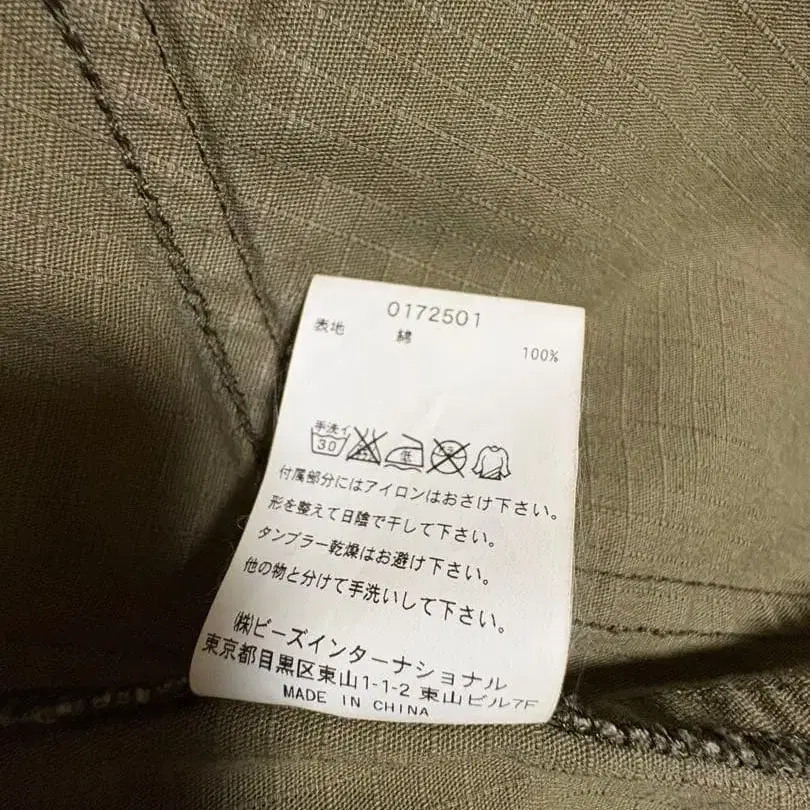 0172501
表地 綿 100%
手洗イ
30 低
付属部分にはアイロンはおさけ下さい。
形を整えて日陰で干して下さい。
タンブラー乾燥はお避け下さい。
他の物と分けて手洗いして下さい。
㈱ビーズインターナショナル
東京都目黒区東山1-1-2 東山ビル7F
MADE IN CHINA